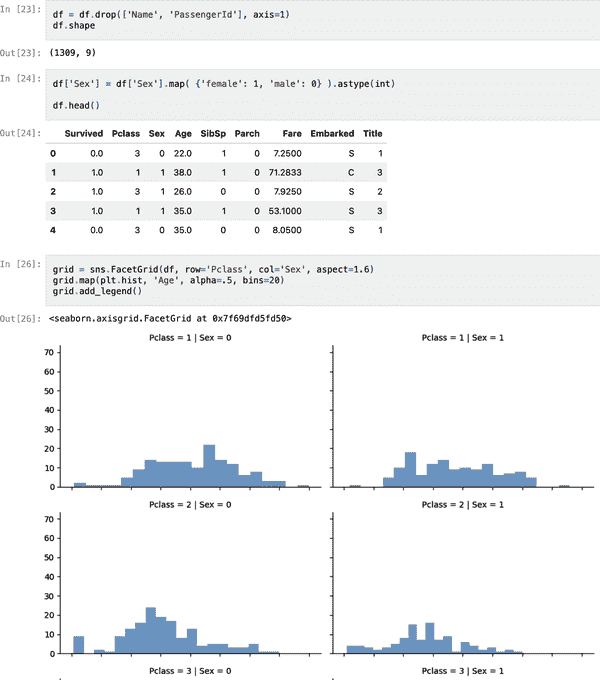 In [23]: df = df.drop(['Name', 'PassengerId'], axis=1)
df.shape
Out[23]: (1309, 9)
In [24]: df['Sex'] = df['Sex'].map( {'female': 1, 'male': 0} ).astype(int)
df.head()
Out[24]:
Survived Pclass Sex Age SibSp Parch Fare Embarked Title
0 0.0 3 0 22.0 1 0 7.2500 S 1
1 1.0 1 1 38.0 1 0 71.2833 C 3
2 1.0 3 1 26.0 0 0 7.9250 S 2
3 1.0 1 1 35.0 1 0 53.1000 S 3
4 0.0 3 0 35.0 0 0 8.0500 S 1
In [26]: grid = sns.FacetGrid(df, row='Pclass', col='Sex', aspect=1.6)
grid.map(plt.hist, 'Age', alpha=.5, bins=20)
grid.add_legend()
Out[26]: <seaborn.axisgrid.FacetGrid at 0x7f69dfd5fd50>
Pclass = 1 | Sex = 0 Pclass = 1 | Sex = 1
70
60
50
40
30
20
10
0
Pclass = 2 | Sex = 0 Pclass = 2 | Sex = 1
70
60
50
40
30
20
10
0
Pclass = 3 | Sex = 0 Pclass = 3 | Sex = 1